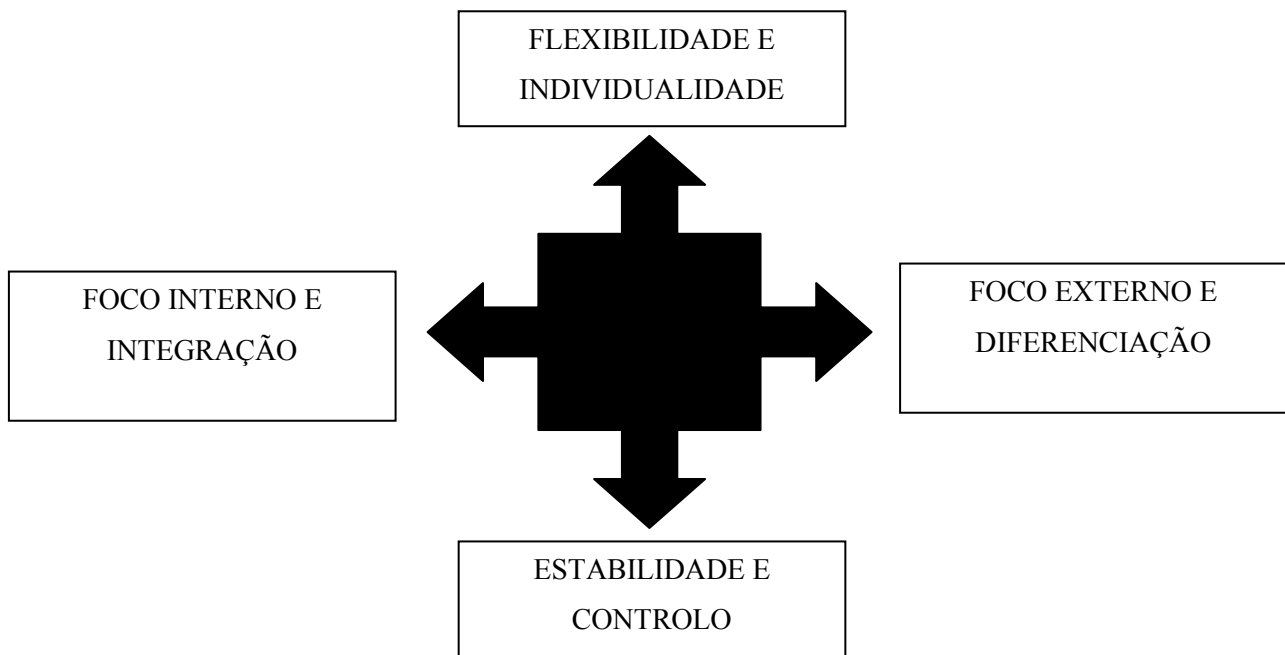 FLEXIBILIDADE E
INDIVIDUALIDADE
FOCO INTERNO E
INTEGRAÇÃO
FOCO EXTERNO E
DIFERENCIAÇÃO
ESTABILIDADE E
CONTROLO